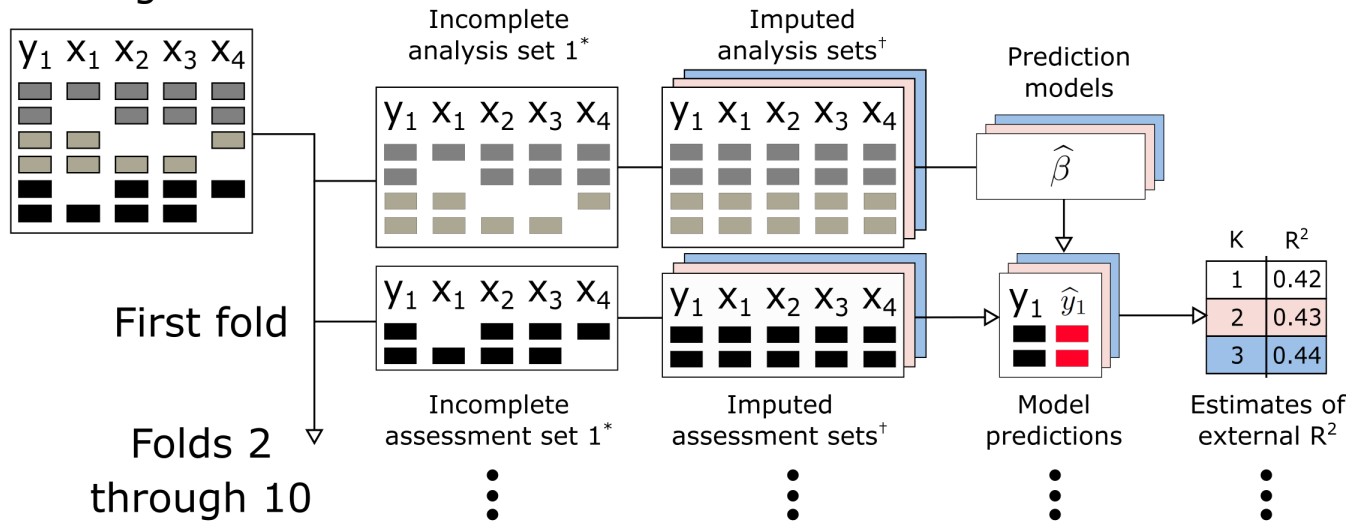 y₁ x₁ x₂ x₃ x₄
First fold
Folds 2
through 10
Incomplete
analysis set 1*
y₁ x₁ x₂ x₃ x₄
y₁ x₁ x₂ x₃ x₄
Incomplete
assessment set 1*
Imputed
analysis sets†
y₁ x₁ x₂ x₃ x₄
y₁ x₁ x₂ x₃ x₄
Imputed
assessment sets†
Prediction
models
β̂
y₁ ŷ₁
Model
predictions
K R²
1 0.42
2 0.43
3 0.44
Estimates of
external R²